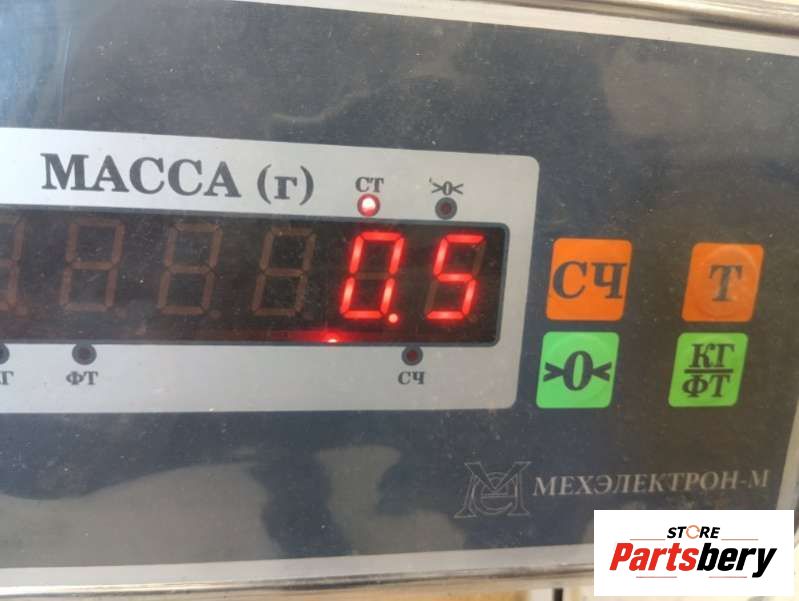 МАССА (г)
СТ
>0<
0.5
Г
ФТ
СЧ
СЧ
Т
>0<
КГ
ФТ
МЕХЭЛЕКТРОН-М
STORE
Partsbery